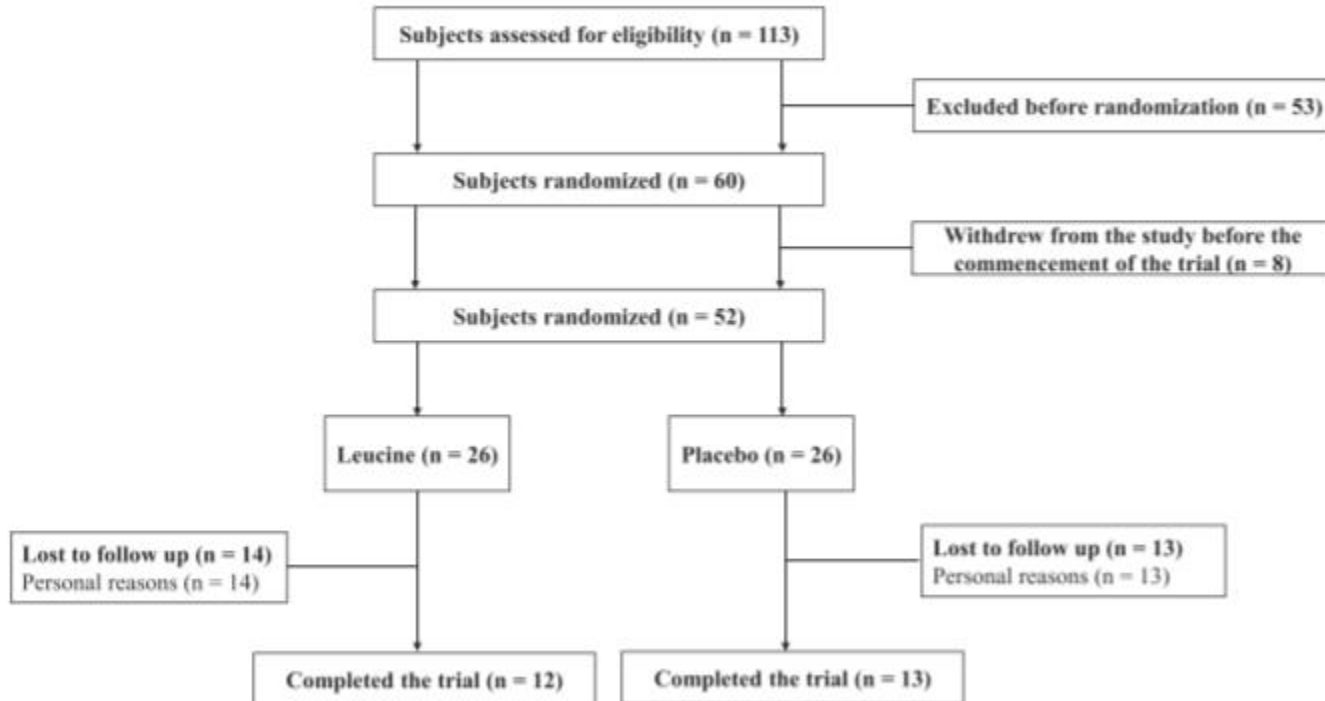 Subjects assessed for eligibility (n = 113)
Excluded before randomization (n = 53)
Subjects randomized (n = 60)
Withdrew from the study before the
commencement of the trial (n = 8)
Subjects randomized (n = 52)
Leucine (n = 26)
Placebo (n = 26)
Lost to follow up (n = 14)
Personal reasons (n = 14)
Lost to follow up (n = 13)
Personal reasons (n = 13)
Completed the trial (n = 12)
Completed the trial (n = 13)